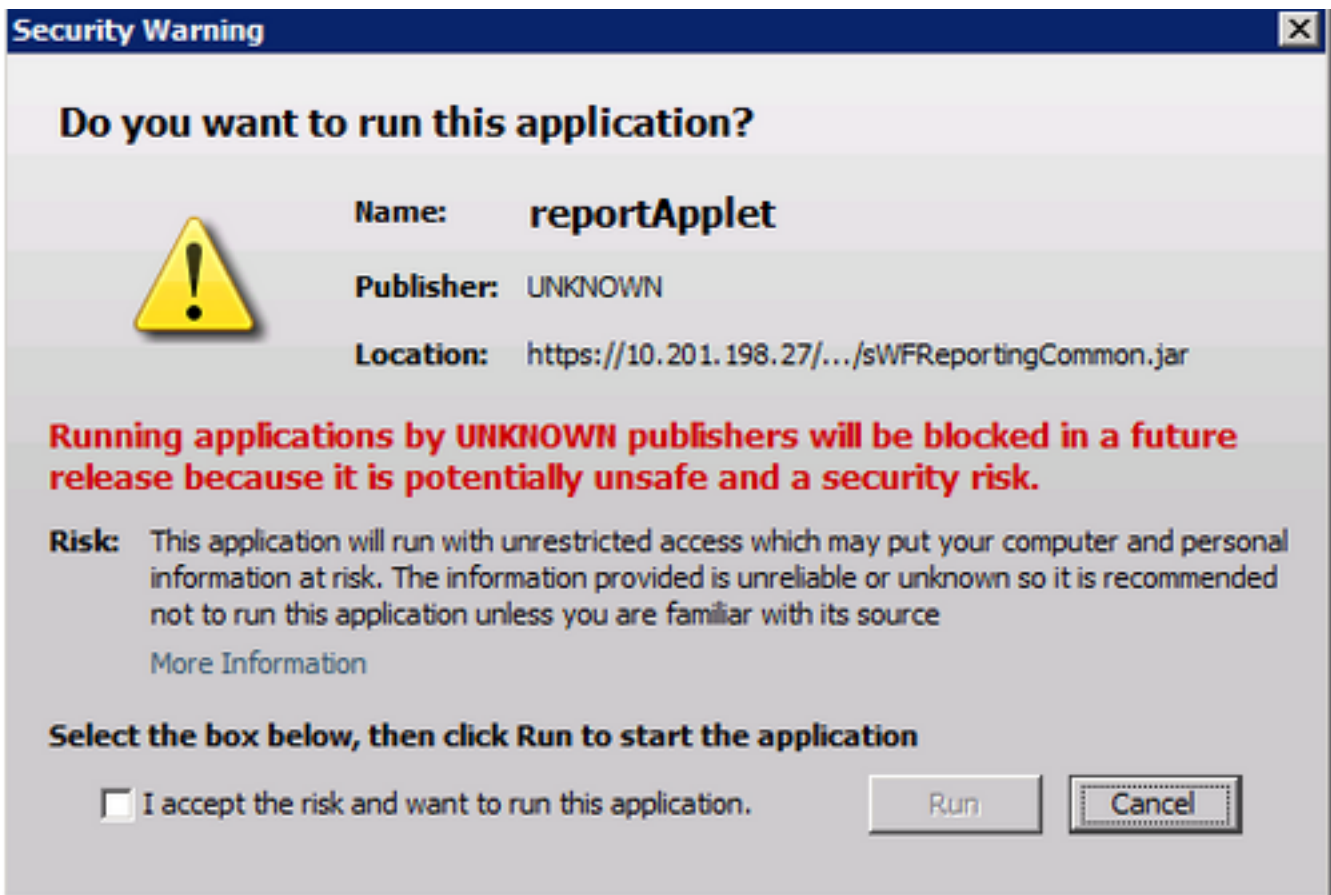 Security Warning
Do you want to run this application?
Name: reportApplet
Publisher: UNKNOWN
Location: https://10.201.198.27/.../sWFReportingCommon.jar
Running applications by UNKNOWN publishers will be blocked in a future
release because it is potentially unsafe and a security risk.
Risk: This application will run with unrestricted access which may put your computer and personal
information at risk. The information provided is unreliable or unknown so it is recommended
not to run this application unless you are familiar with its source
More Information
Select the box below, then click Run to start the application
I accept the risk and want to run this application. Run Cancel